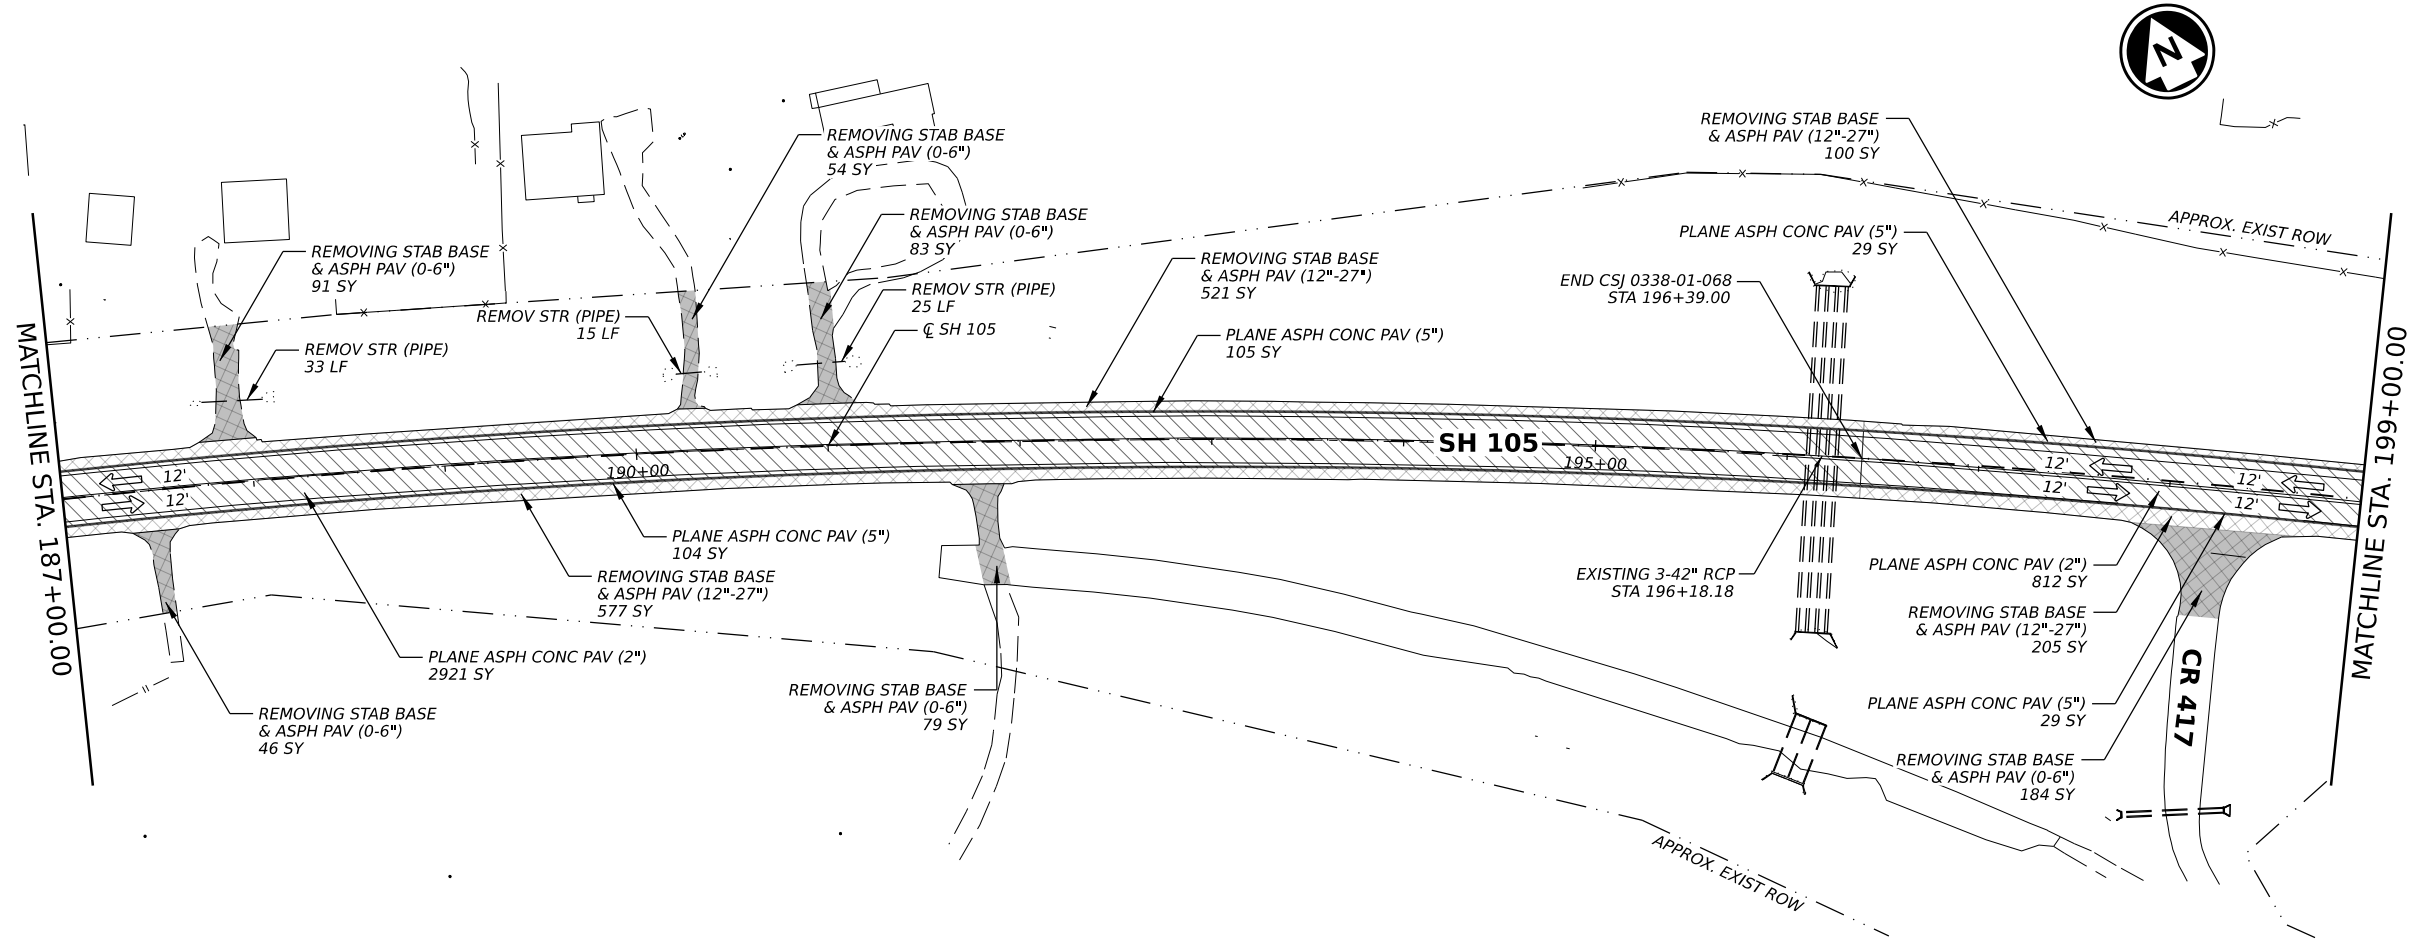 N
REMOVING STAB BASE
& ASPH PAV (12"-27")
100 SY
REMOVING STAB BASE
& ASPH PAV (0-6")
54 SY
REMOVING STAB BASE
& ASPH PAV (0-6")
83 SY
APPROX. EXIST ROW
PLANE ASPH CONC PAV (5")
29 SY
REMOVING STAB BASE
& ASPH PAV (0-6")
91 SY
REMOVING STAB BASE
& ASPH PAV (12"-27")
521 SY
END CSJ 0338-01-068
STA 196+39.00
REMOV STR (PIPE)
25 LF
REMOV STR (PIPE)
15 LF
℄ SH 105
PLANE ASPH CONC PAV (5")
105 SY
REMOV STR (PIPE)
33 LF
MATCHLINE STA. 187+00.00
MATCHLINE STA. 199+00.00
SH 105
12'
12'
190+00
195+00
12'
12'
12'
12'
PLANE ASPH CONC PAV (5")
104 SY
REMOVING STAB BASE
& ASPH PAV (12"-27")
577 SY
EXISTING 3-42" RCP
STA 196+18.18
PLANE ASPH CONC PAV (2")
812 SY
REMOVING STAB BASE
& ASPH PAV (12"-27")
205 SY
PLANE ASPH CONC PAV (2")
2921 SY
REMOVING STAB BASE
& ASPH PAV (0-6")
79 SY
PLANE ASPH CONC PAV (5")
29 SY
CR 417
REMOVING STAB BASE
& ASPH PAV (0-6")
46 SY
REMOVING STAB BASE
& ASPH PAV (0-6")
184 SY
APPROX. EXIST ROW